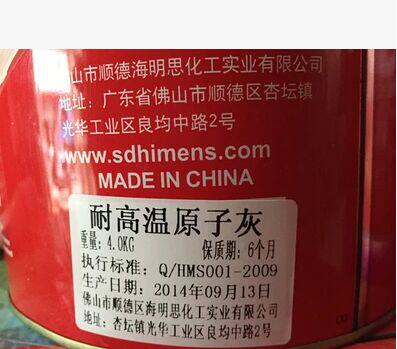 山市顺德海明思化工实业有限公司
地址：广东省佛山市顺德区杏坛镇
光华工业区良均中路2号
www.sdhimens.com
MADE IN CHINA
耐高温原子灰
重量：4.0KG 保质期：6个月
执行标准：Q/HMS001-2009
生产日期：2014年09月13日
佛山市顺德区海明思化工实业有限公司
地址：杏坛镇光华工业区良均中路2号